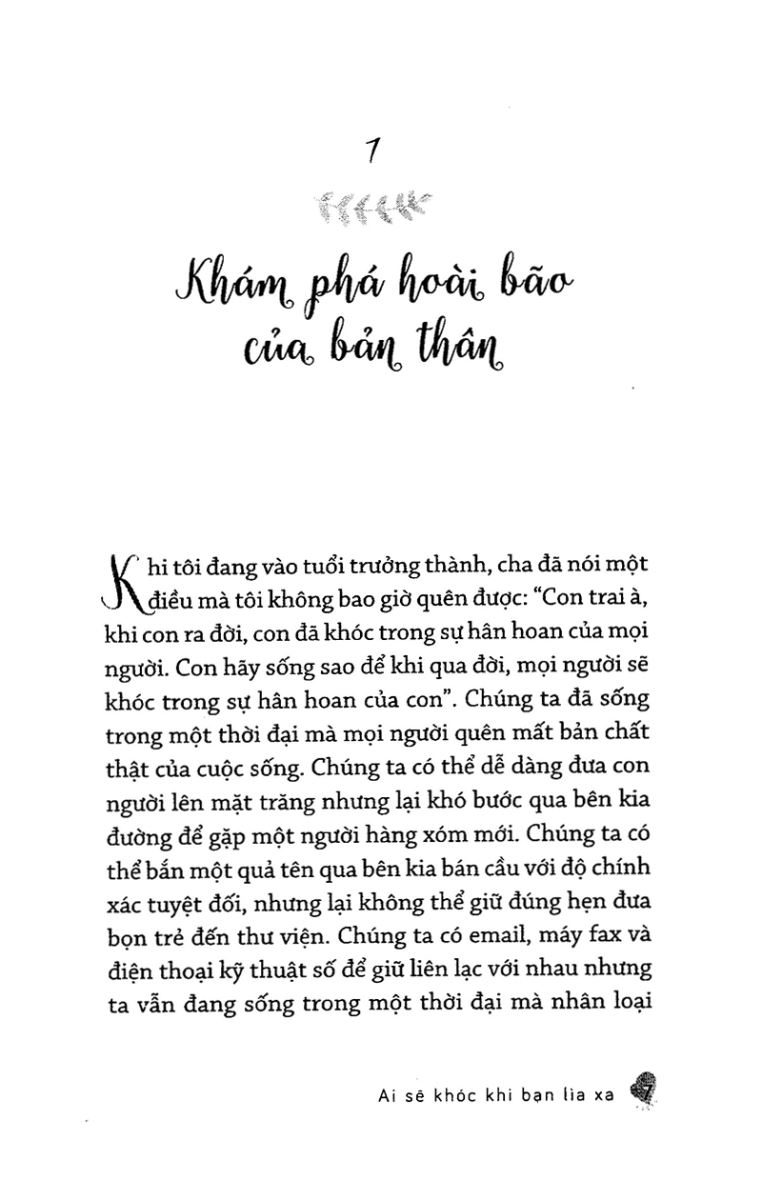 1
Khám phá hoài bão
của bản thân
Khi tôi đang vào tuổi trưởng thành, cha đã nói một
điều mà tôi không bao giờ quên được: “Con trai à,
khi con ra đời, con đã khóc trong sự hân hoan của mọi
người. Con hãy sống sao để khi qua đời, mọi người sẽ
khóc trong sự hân hoan của con”. Chúng ta đã sống
trong một thời đại mà mọi người quên mất bản chất
thật của cuộc sống. Chúng ta có thể dễ dàng đưa con
người lên mặt trăng nhưng lại khó bước qua bên kia
đường để gặp một người hàng xóm mới. Chúng ta có
thể bắn một quả tên qua bên kia bán cầu với độ chính
xác tuyệt đối, nhưng lại không thể giữ đúng hẹn đưa
bọn trẻ đến thư viện. Chúng ta có email, máy fax và
điện thoại kỹ thuật số để giữ liên lạc với nhau nhưng
ta vẫn đang sống trong một thời đại mà nhân loại
Ai sẽ khóc khi bạn lìa xa 7